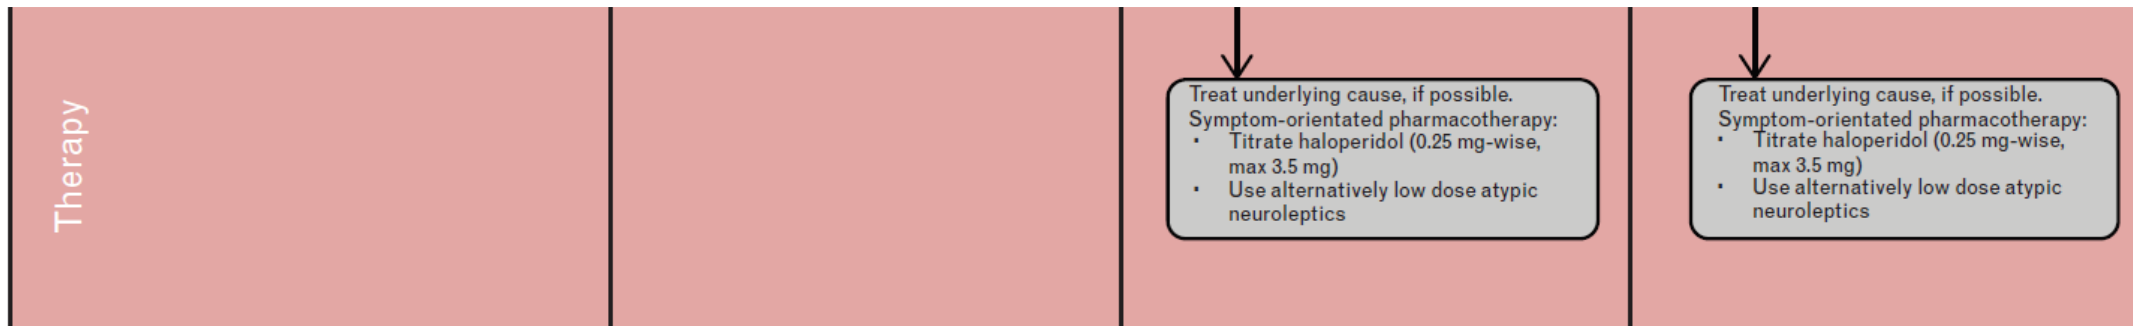 Therapy
Treat underlying cause, if possible.
Symptom-orientated pharmacotherapy:
· Titrate haloperidol (0.25 mg-wise,
max 3.5 mg)
· Use alternatively low dose atypic
neuroleptics
Treat underlying cause, if possible.
Symptom-orientated pharmacotherapy:
· Titrate haloperidol (0.25 mg-wise,
max 3.5 mg)
· Use alternatively low dose atypic
neuroleptics